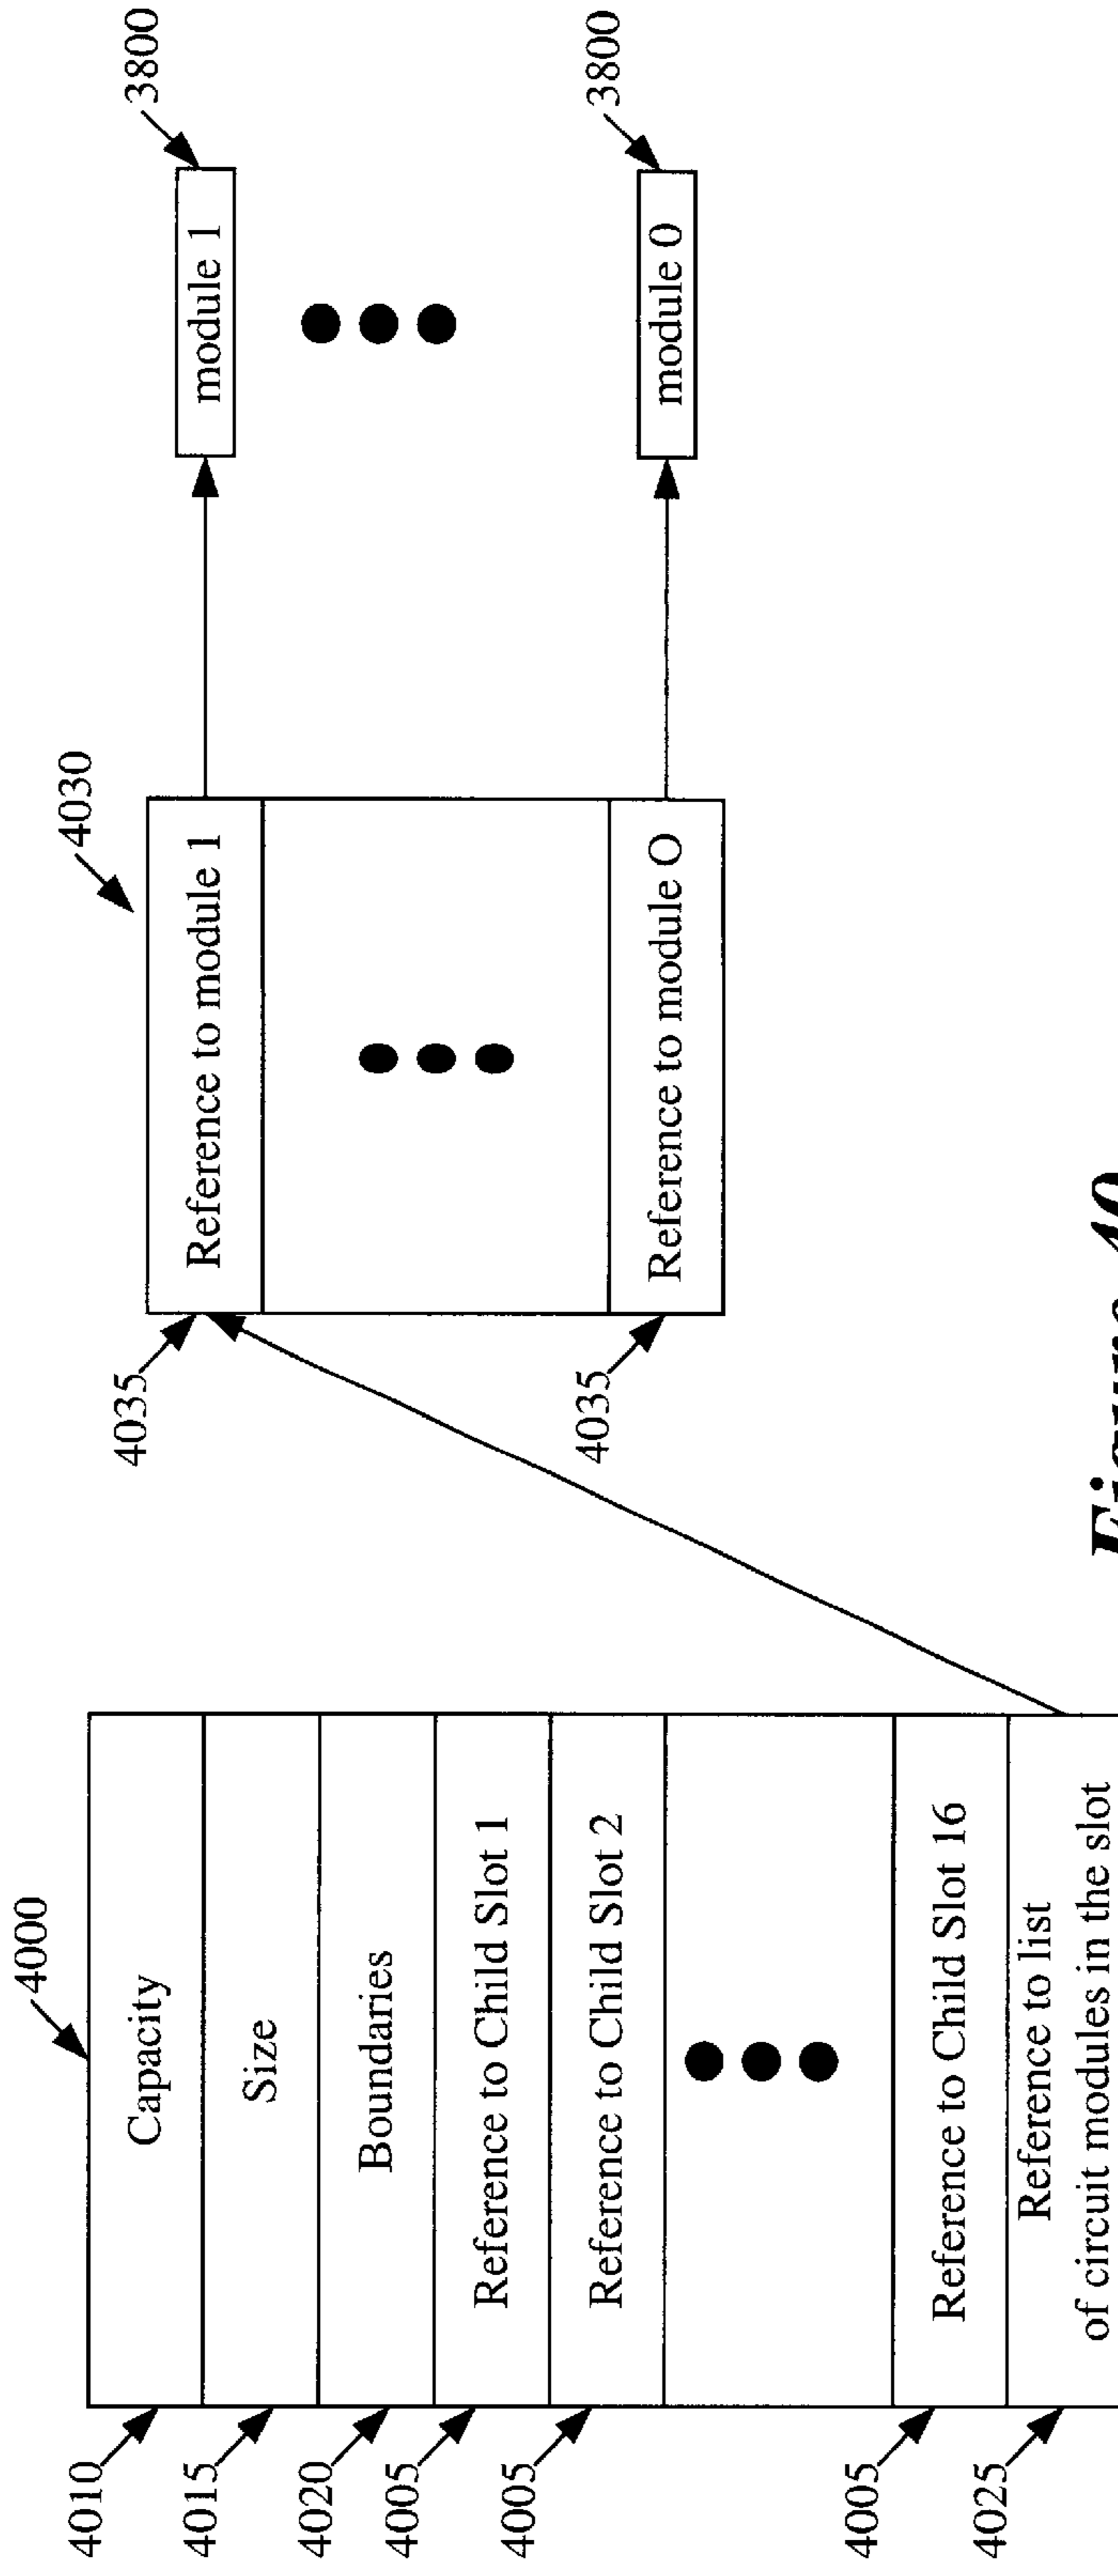 4000
4010
Capacity
4015
Size
4020
Boundaries
4005
Reference to Child Slot 1
4005
Reference to Child Slot 2
4005
Reference to Child Slot 16
4025
Reference to list
of circuit modules in the slot
4030
4035
Reference to module 1
4035
Reference to module O
3800
module 1
3800
module 0
Figure 40